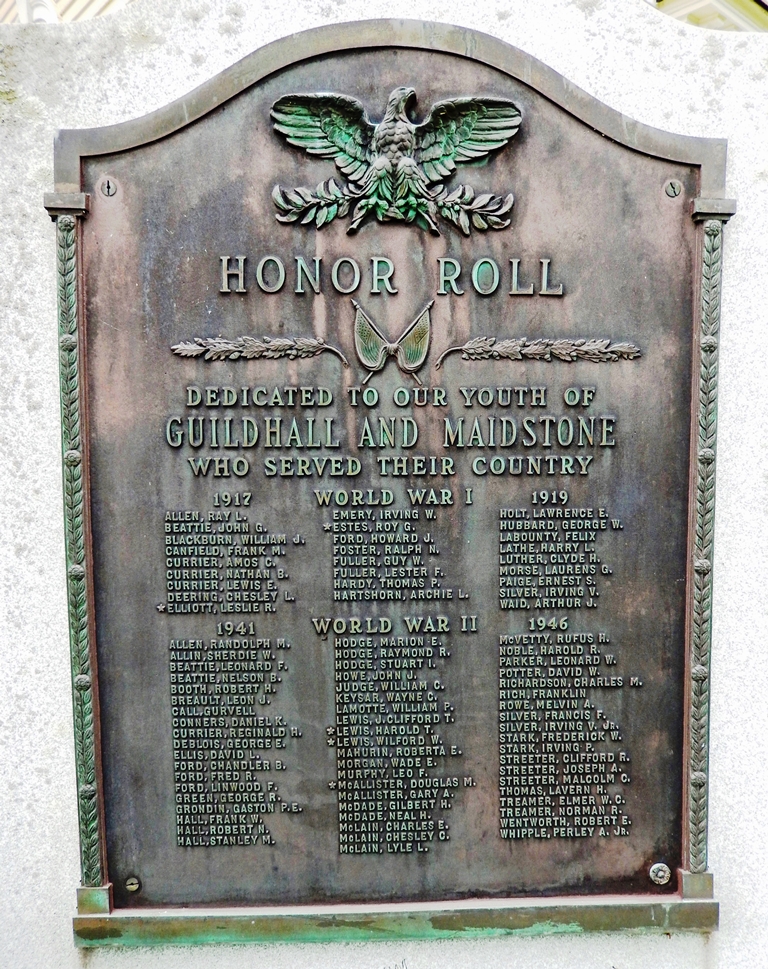 HONOR ROLL
DEDICATED TO OUR YOUTH OF
GUILDHALL AND MAIDSTONE
WHO SERVED THEIR COUNTRY
1917 WORLD WAR I 1919
ALLEN, RAY L.
BEATTIE, JOHN G.
BLACKBURN, WILLIAM J.
CANFIELD, FRANK M.
CURRIER, AMOS C.
CURRIER, NATHAN B.
CURRIER, LEWIS E.
DEERING, CHESLEY L.
*ELLIOTT, LESLIE R.
EMERY, IRVING W.
*ESTES, ROY G.
FORD, HOWARD J.
FOSTER, RALPH N.
FULLER, GUY W.
FULLER, LESTER F.
HARDY, THOMAS P.
HARTSHORN, ARCHIE L.
HOLT, LAWRENCE E.
HUBBARD, GEORGE W.
LABOUNTY, FELIX
LATHE, HARRY L.
LUTHER, CLYDE H.
MORSE, LAURENS G.
PAIGE, ERNEST S.
SILVER, IRVING V.
WAID, ARTHUR J.
1941 WORLD WAR II 1946
ALLEN, RANDOLPH M.
ALLIN, SHERDIE W.
BEATTIE, LEONARD F.
BEATTIE, NELSON B.
BOOTH, ROBERT H.
BREAULT, LEON J.
CALL, GURVELL
CONNERS, DANIEL K.
CURRIER, REGINALD R.
DEBLOIS, GEORGE E.
ELLIS, DAVID L.
FORD, CHANDLER B.
FORD, FRED R.
FORD, LINWOOD F.
GREEN, GEORGE R.
GRONDIN, GASTON P.E.
HALL, FRANK W.
HALL, ROBERT N.
HALL, STANLEY M.
HODGE, MARION E.
HODGE, RAYMOND R.
HODGE, STUART I.
HOWE, JOHN J.
JUDGE, WILLIAM C.
KEYSAR, WAYNE C.
LAMOTTE, WILLIAM P.
LEWIS, J. CLIFFORD T.
*LEWIS, HAROLD T.
*LEWIS, WILFORD W.
MAHURIN, ROBERTA E.
MORGAN, WADE E.
MURPHY, LEO F.
*MCALLISTER, DOUGLAS M.
MCALLISTER, GARY A.
MCDADE, GILBERT H.
MCDADE, NEAL H.
MCLAIN, CHARLES E.
MCLAIN, CHESLEY C.
MCLAIN, LYLE L.
MCVETTY, RUFUS H.
NOBLE, HAROLD R.
PARKER, LEONARD W.
POTTER, DAVID W.
RICHARDSON, CHARLES M.
RICH, FRANKLIN
ROWE, MELVIN A.
SILVER, FRANCIS F.
SILVER, IRVING V. JR.
STARK, FREDERICK W.
STARK, IRVING P.
STREETER, CLIFFORD R.
STREETER, JOSEPH A.
STREETER, MALCOLM C.
THOMAS, LAVERN H.
TREAMER, ELMER W. C.
TREAMER, NORMAN R.
WENTWORTH, ROBERT E.
WHIPPLE, PERLEY A. JR.